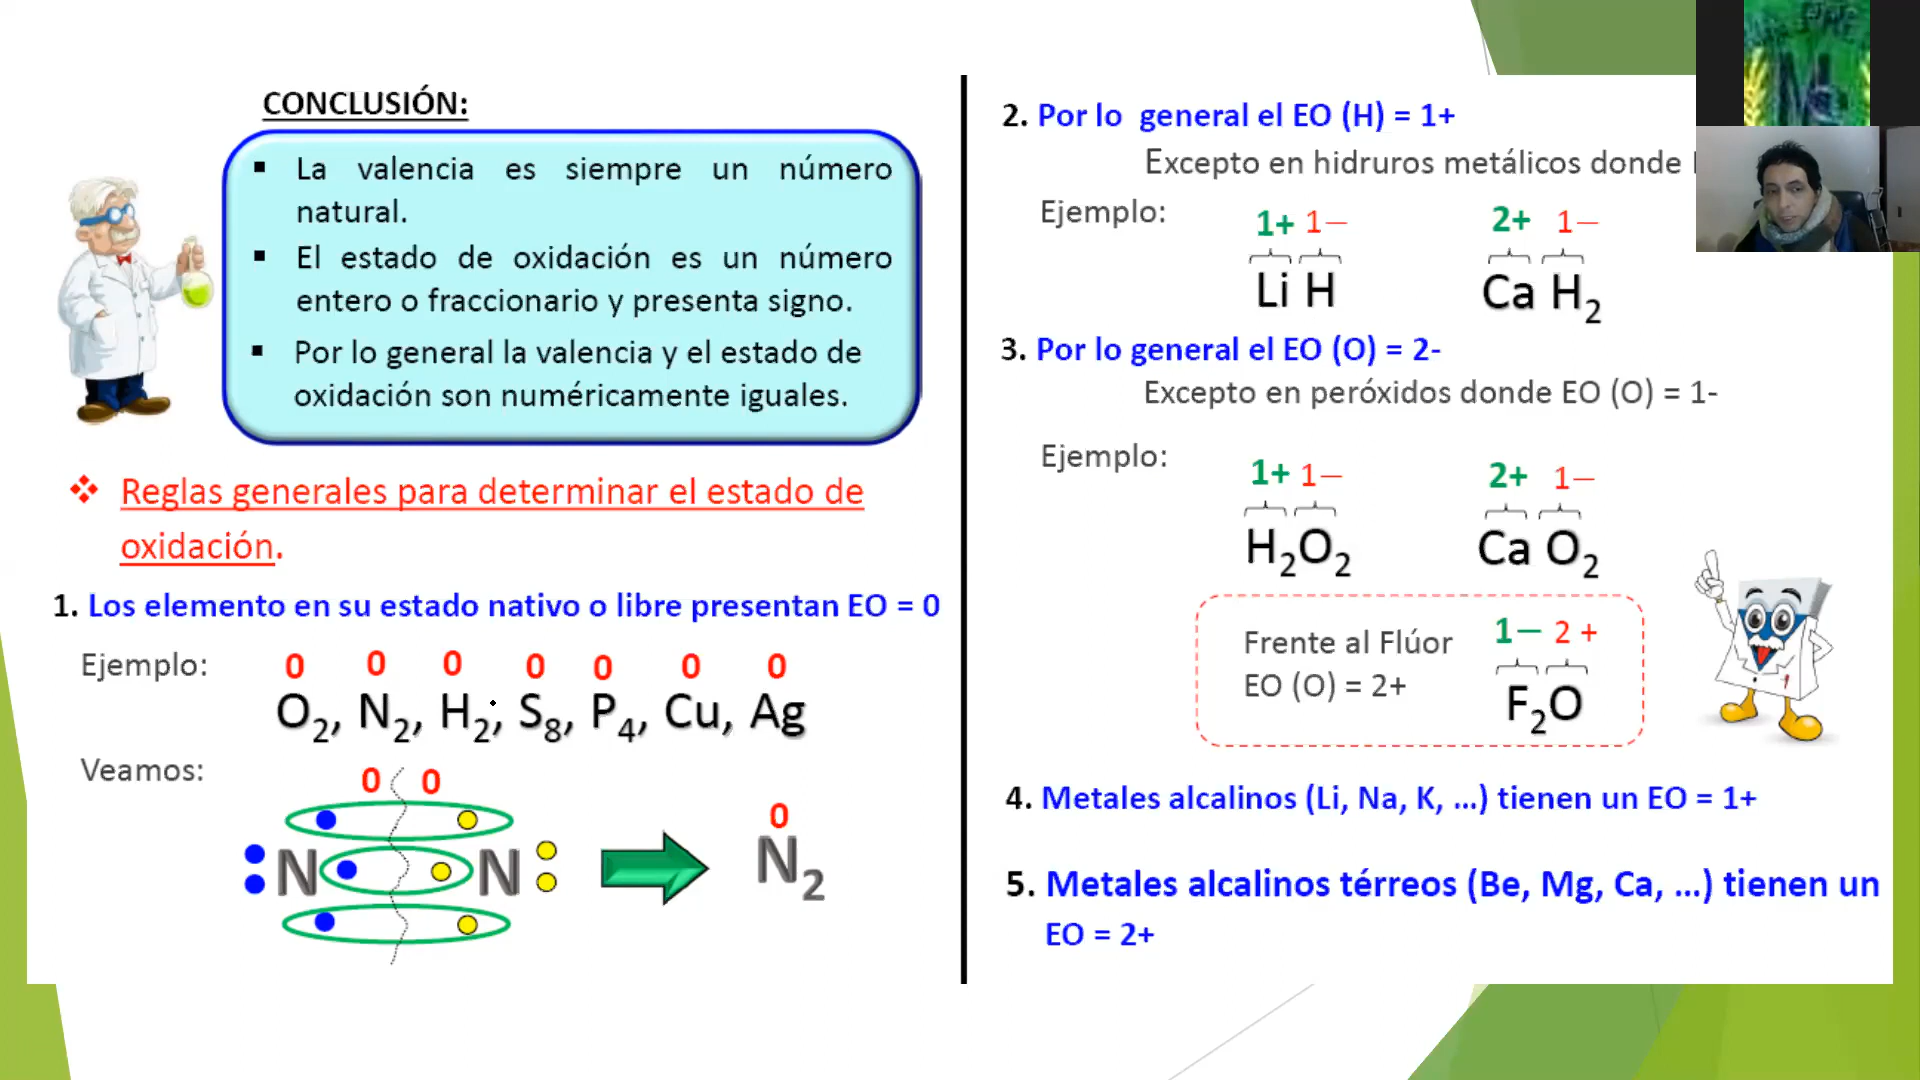 CONCLUSIÓN:
▪ La valencia es siempre un número
natural.
▪ El estado de oxidación es un número
entero o fraccionario y presenta signo.
▪ Por lo general la valencia y el estado de
oxidación son numéricamente iguales.
❖ Reglas generales para determinar el estado de
oxidación.
1. Los elemento en su estado nativo o libre presentan EO = 0
Ejemplo:
0 0 0 0 0 0 0
O2, N2, H2, S8, P4, Cu, Ag
Veamos:
0 0
N N
0
N2
2. Por lo general el EO (H) = 1+
Excepto en hidruros metálicos donde
Ejemplo:
1+ 1− 2+ 1−
Li H Ca H2
3. Por lo general el EO (O) = 2-
Excepto en peróxidos donde EO (O) = 1-
Ejemplo:
1+ 1− 2+ 1−
H2O2 Ca O2
Frente al Flúor
EO (O) = 2+
1− 2 +
F2O
4. Metales alcalinos (Li, Na, K, ...) tienen un EO = 1+
5. Metales alcalinos térreos (Be, Mg, Ca, ...) tienen un
EO = 2+